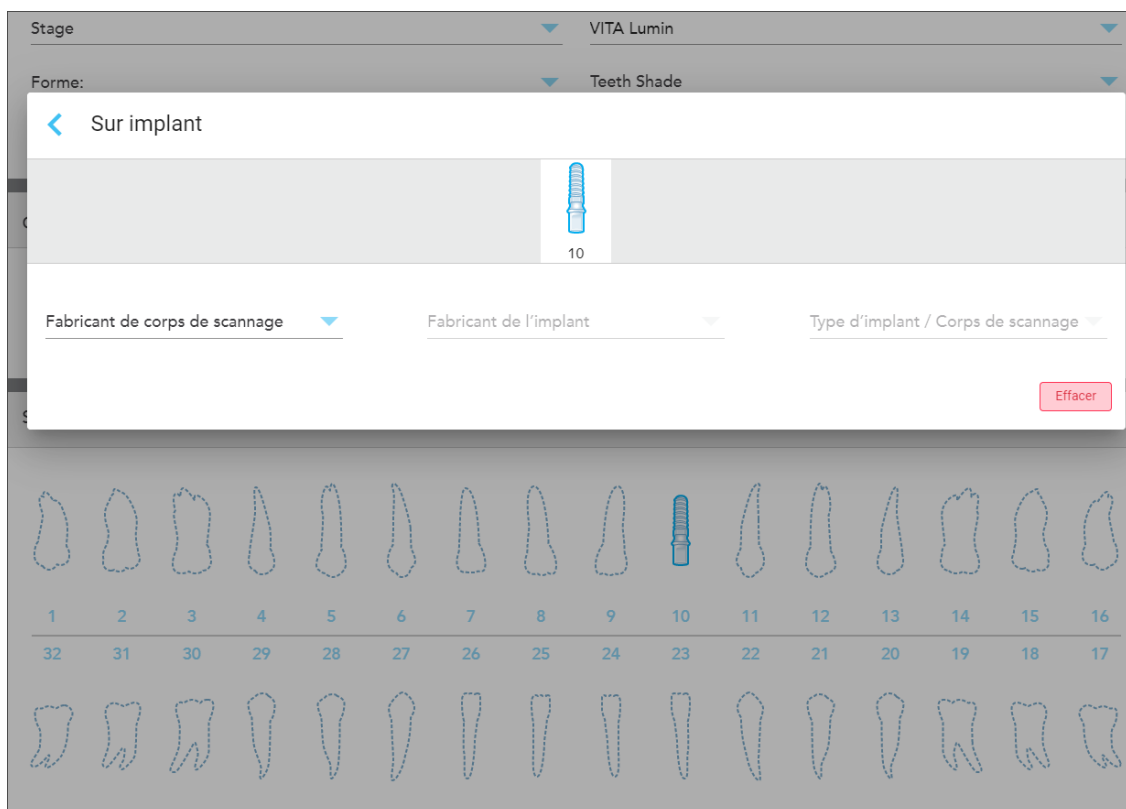 Stage VITA Lumin
Forme: Teeth Shade
Sur implant
10
Fabricant de corps de scannage Fabricant de l'implant Type d'implant / Corps de scannage
Effacer
1 2 3 4 5 6 7 8 9 10 11 12 13 14 15 16
32 31 30 29 28 27 26 25 24 23 22 21 20 19 18 17